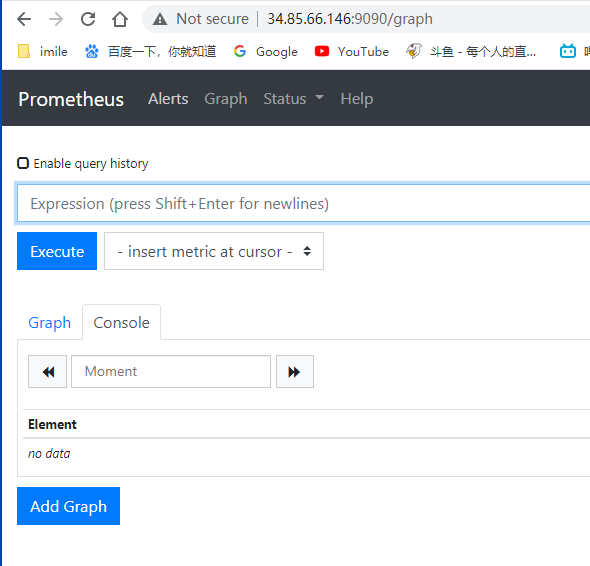 Not secure | 34.85.66.146:9090/graph
imile 百度一下，你就知道 Google YouTube 斗鱼 - 每个人的直...
Prometheus Alerts Graph Status Help
Enable query history
Expression (press Shift+Enter for newlines)
Execute - insert metric at cursor -
Graph Console
Moment
Element
no data
Add Graph